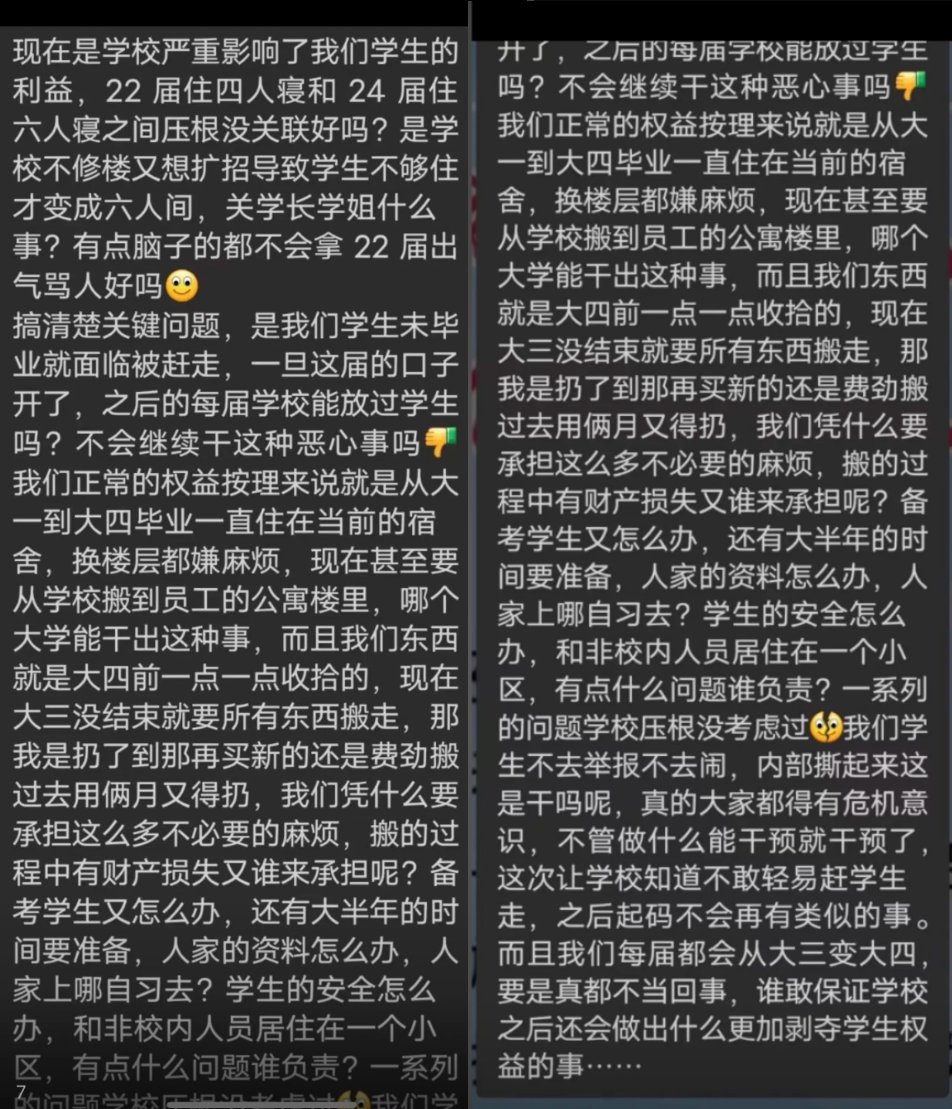 现在是学校严重影响了我们学生的
利益，22 届住四人寝和 24 届住
六人寝之间压根没关联好吗？是学
校不修楼又想扩招导致学生不够住
才变成六人间，关学长学姐什么
事？有点脑子的都不会拿 22 届出
气骂人好吗🙂
搞清楚关键问题，是我们学生未毕
业就面临被赶走，一旦这届的口子
开了，之后的每届学校能放过学生
吗？不会继续干这种恶心事吗👎
我们正常的权益按理来说就是从大
一到大四毕业一直住在当前的宿
舍，换楼层都嫌麻烦，现在甚至要
从学校搬到员工的公寓楼里，哪个
大学能干出这种事，而且我们东西
就是大四前一点一点收拾的，现在
大三没结束就要所有东西搬走，那
我是扔了到那再买新的还是费劲搬
过去用俩月又得扔，我们凭什么要
承担这么多不必要的麻烦，搬的过
程中有财产损失又谁来承担呢？备
考学生又怎么办，还有大半年的时
间要准备，人家的资料怎么办，人
家上哪自习去？学生的安全怎么
办，和非校内人员居住在一个小
区，有点什么问题谁负责？一系列
的问题学校压根没考虑过💔我们学
7
开了，之后的每届学校能放过学生
吗？不会继续干这种恶心事吗👎
我们正常的权益按理来说就是从大
一到大四毕业一直住在当前的宿
舍，换楼层都嫌麻烦，现在甚至要
从学校搬到员工的公寓楼里，哪个
大学能干出这种事，而且我们东西
就是大四前一点一点收拾的，现在
大三没结束就要所有东西搬走，那
我是扔了到那再买新的还是费劲搬
过去用俩月又得扔，我们凭什么要
承担这么多不必要的麻烦，搬的过
程中有财产损失又谁来承担呢？备
考学生又怎么办，还有大半年的时
间要准备，人家的资料怎么办，人
家上哪自习去？学生的安全怎么
办，和非校内人员居住在一个小
区，有点什么问题谁负责？一系列
的问题学校压根没考虑过💔我们学
生不去举报不去闹，内部撕起来这
是干吗呢，真的大家都得有危机意
识，不管做什么能干预就干预了，
这次让学校知道不敢轻易赶学生
走，之后起码不会再有类似的事。
而且我们每届都会从大三变大四，
要是真都不当回事，谁敢保证学校
之后还会做出什么更加剥夺学生权
益的事……